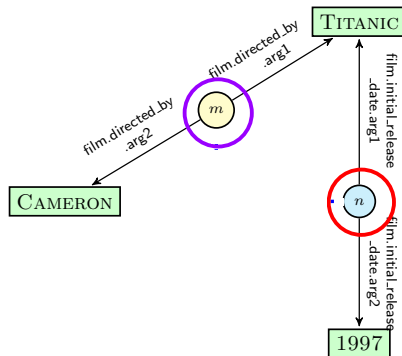 TITANIC
film.directed_by
.arg1
m
film.directed_by
.arg2
CAMERON
film.initial_release
_date.arg1
n
film.initial_release
_date.arg2
1997